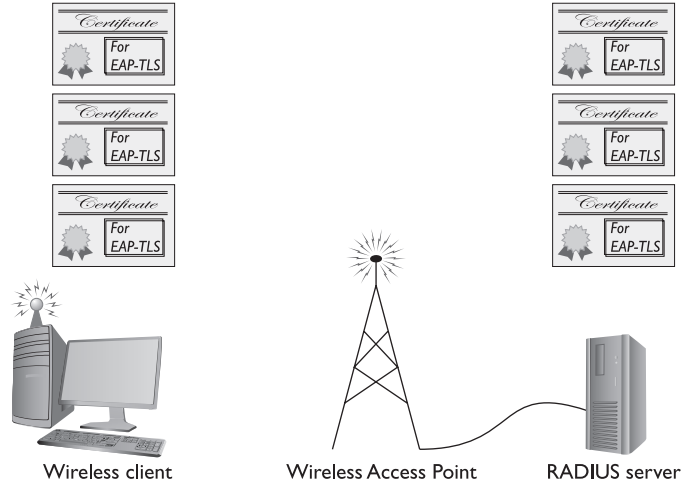 Certificate
For
EAP-TLS
Certificate
For
EAP-TLS
Certificate
For
EAP-TLS
Certificate
For
EAP-TLS
Certificate
For
EAP-TLS
Certificate
For
EAP-TLS
Wireless client
Wireless Access Point
RADIUS server